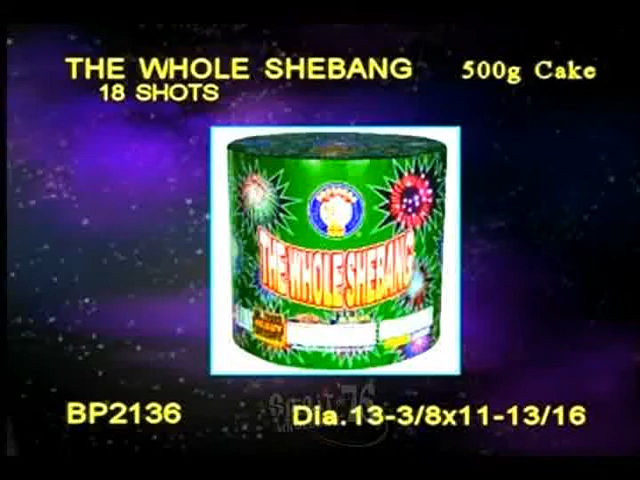 THE WHOLE SHEBANG 500g Cake
18 SHOTS
THE WHOLE SHEBANG
BP2136
Dia.13-3/8x11-13/16